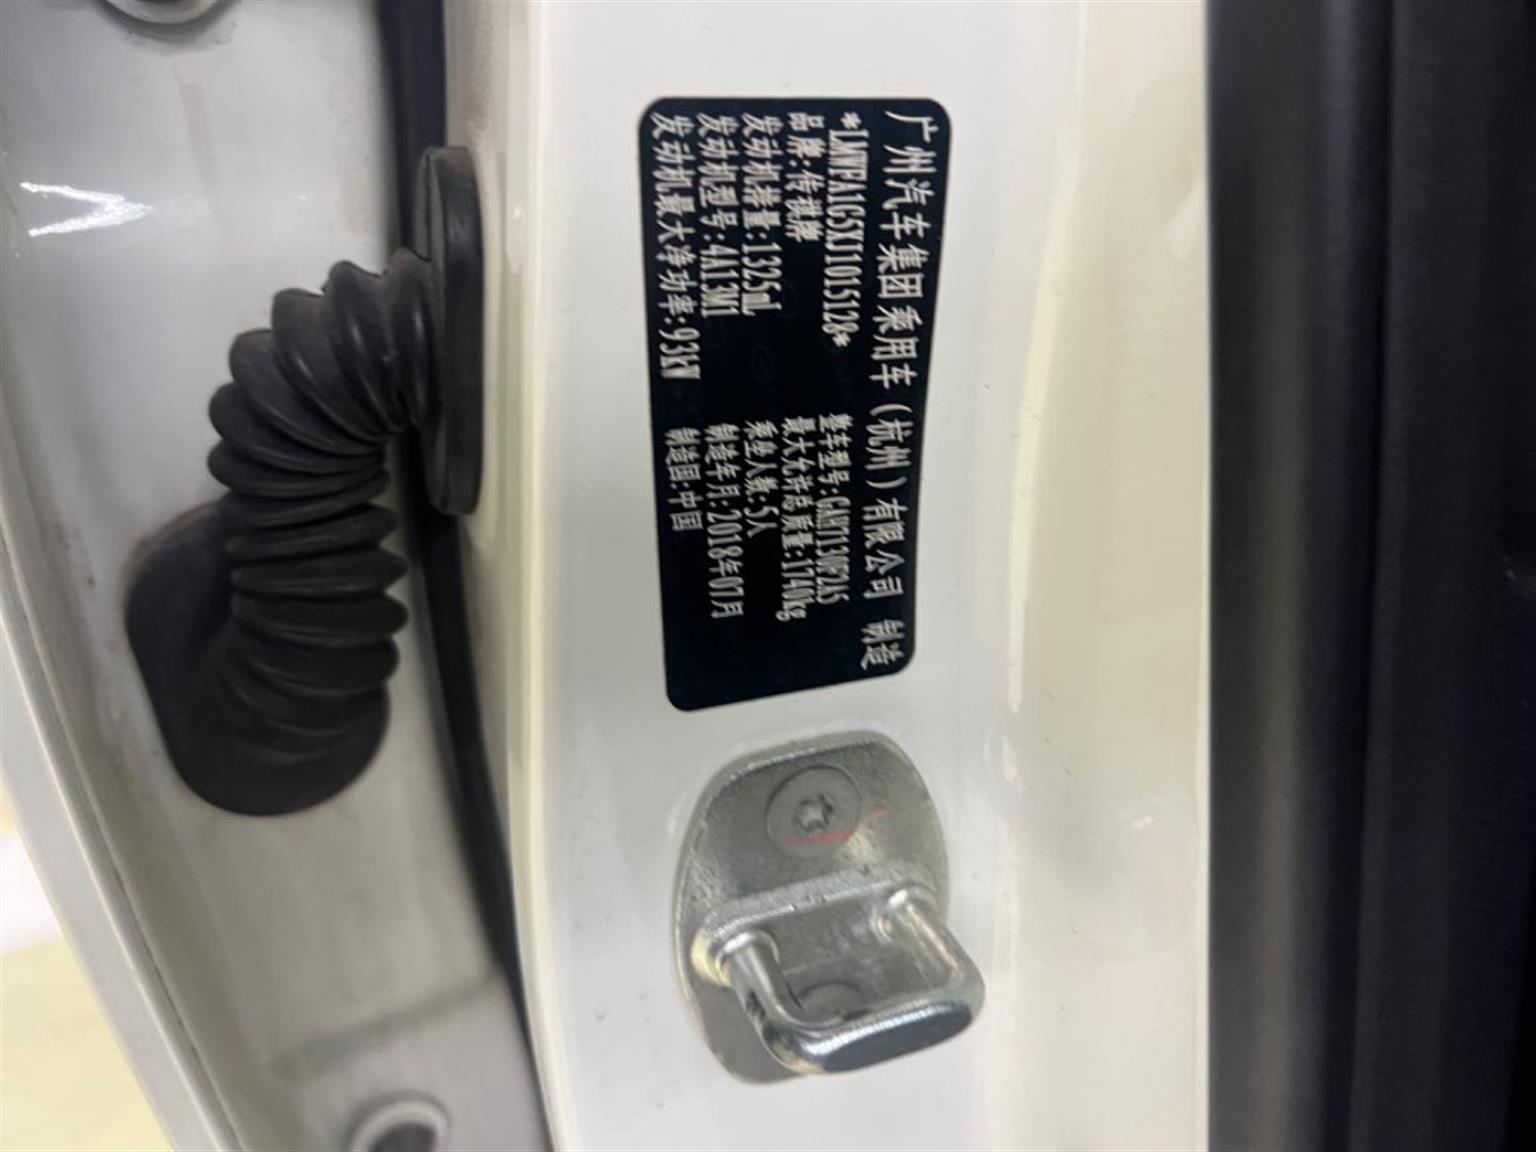 广州汽车集团乘用车（杭州）有限公司 制造
*LMWPA1G5XJ1015128*
整车型号:GAH7130F2A5
品牌:传祺牌
最大允许总质量:1740kg
发动机排量:1325mL
乘坐人数:5人
发动机型号:4A13M1
制造年月:2018年07月
发动机最大净功率:93kW
制造国:中国